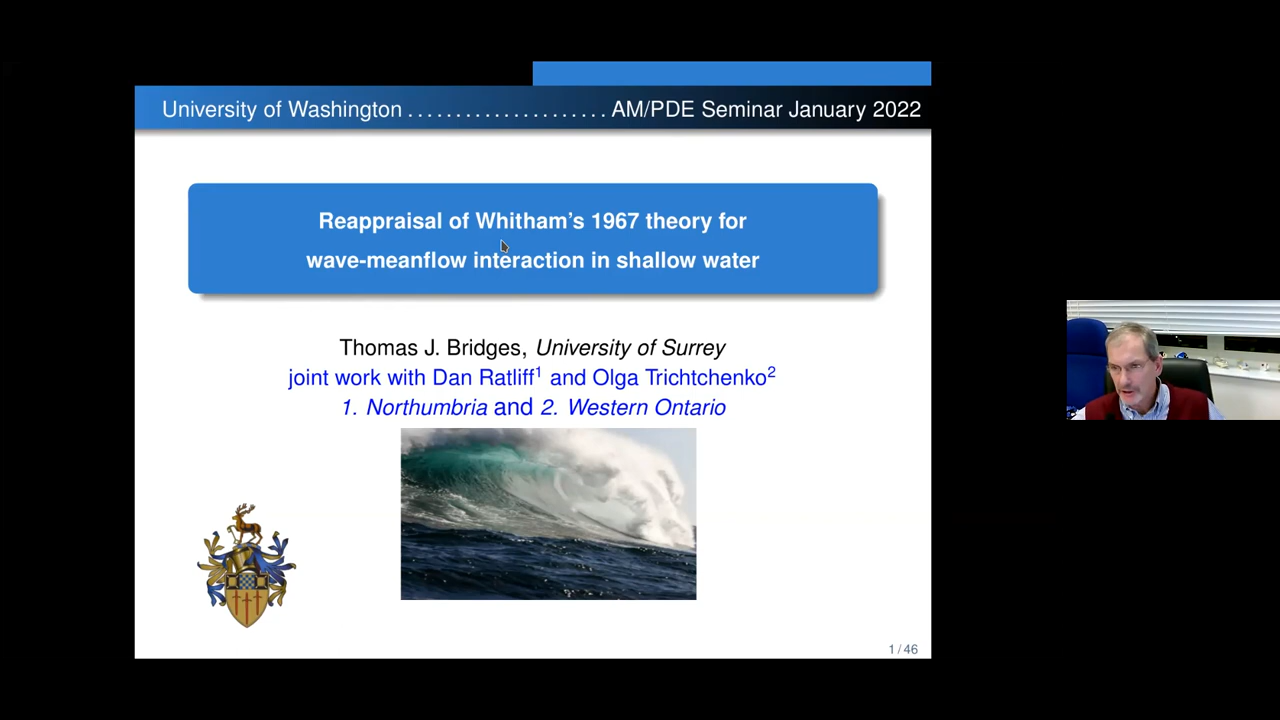 University of Washington ..................... AM/PDE Seminar January 2022
Reappraisal of Whitham's 1967 theory for
wave-meanflow interaction in shallow water
Thomas J. Bridges, University of Surrey
joint work with Dan Ratliff¹ and Olga Trichtchenko²
1. Northumbria and 2. Western Ontario
1 / 46